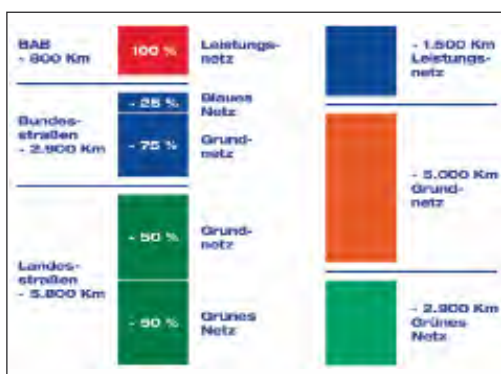 BAB
- 800 Km
100 %
Leistungs-
netz
Bundes-
straßen
- 2.900 Km
- 25 %
Blaues
Netz
- 75 %
Grund-
netz
Landes-
straßen
- 5.800 Km
- 50 %
Grund-
netz
- 50 %
Grünes
Netz
- 1.500 Km
Leistungs-
netz
- 5.000 Km
Grund-
netz
- 2.900 Km
Grünes
Netz